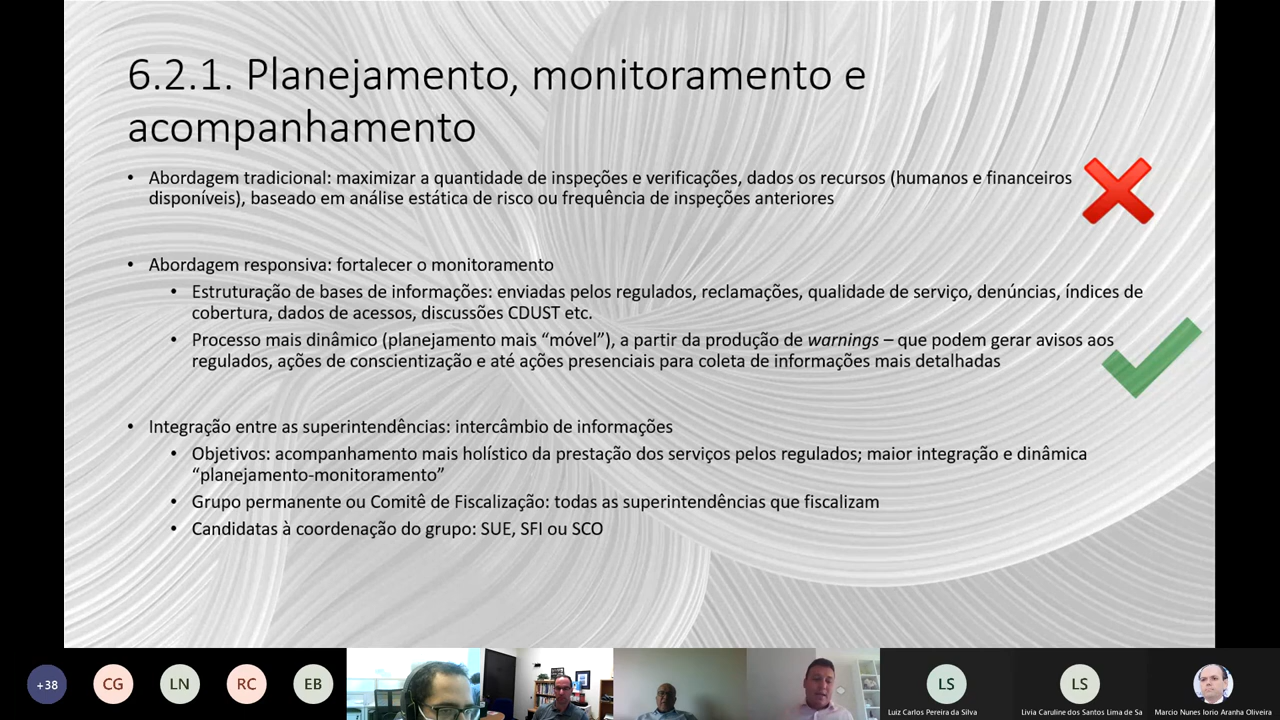 6.2.1. Planejamento, monitoramento e
acompanhamento
• Abordagem tradicional: maximizar a quantidade de inspeções e verificações, dados os recursos (humanos e financeiros
disponíveis), baseado em análise estática de risco ou frequência de inspeções anteriores
• Abordagem responsiva: fortalecer o monitoramento
• Estruturação de bases de informações: enviadas pelos regulados, reclamações, qualidade de serviço, denúncias, índices de
cobertura, dados de acessos, discussões CDUST etc.
• Processo mais dinâmico (planejamento mais “móvel”), a partir da produção de warnings – que podem gerar avisos aos
regulados, ações de conscientização e até ações presenciais para coleta de informações mais detalhadas
• Integração entre as superintendências: intercâmbio de informações
• Objetivos: acompanhamento mais holístico da prestação dos serviços pelos regulados; maior integração e dinâmica
“planejamento-monitoramento”
• Grupo permanente ou Comitê de Fiscalização: todas as superintendências que fiscalizam
• Candidatas à coordenação do grupo: SUE, SFI ou SCO
+38 CG LN RC EB LS LS
Luiz Carlos Pereira da Silva Livia Caruline dos Santos Lima de Sa Marcio Nunes Iorio Aranha Oliveira